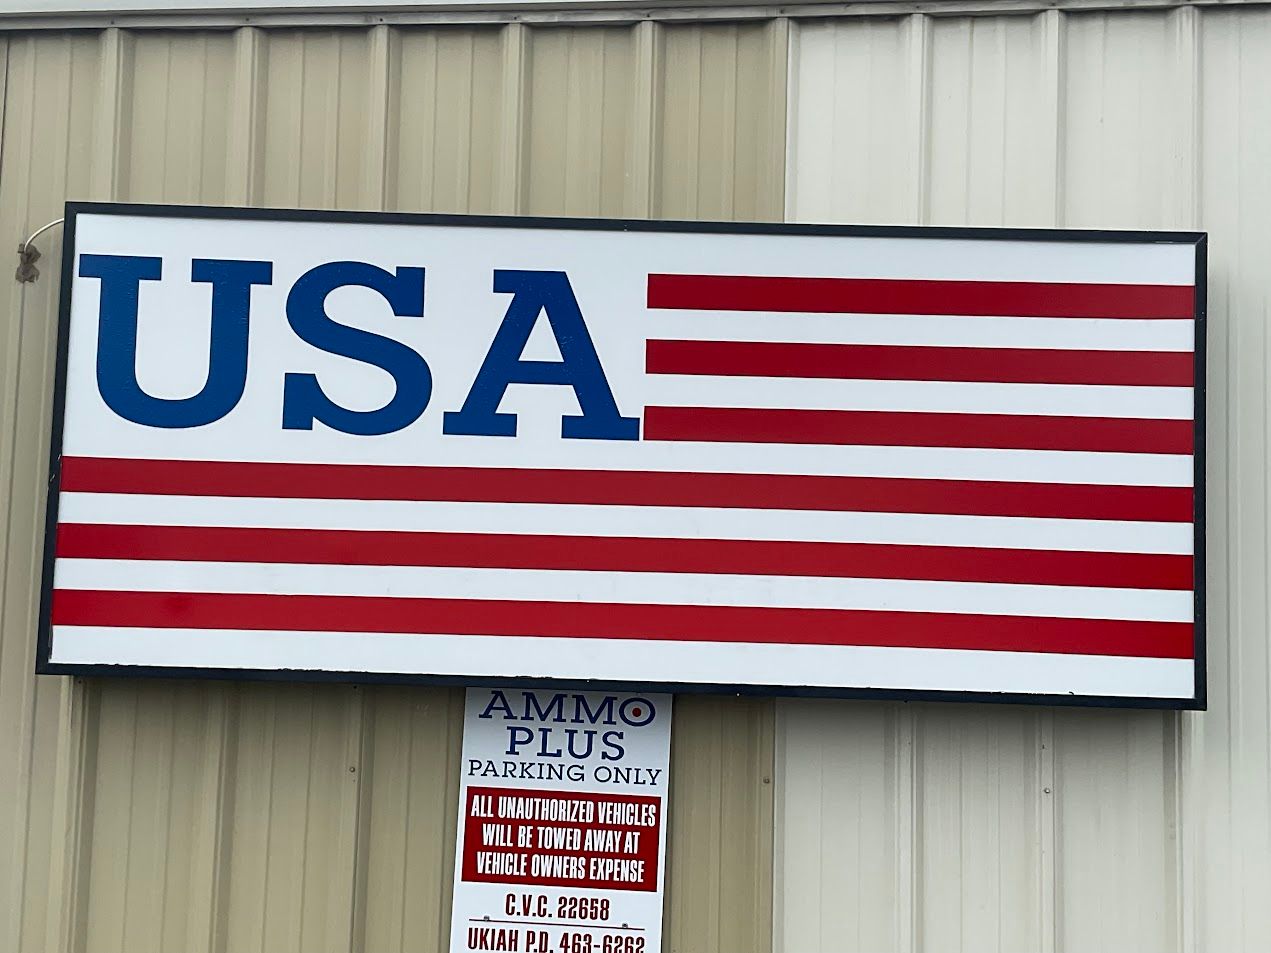 USA
AMMO
PLUS
PARKING ONLY
ALL UNAUTHORIZED VEHICLES
WILL BE TOWED AWAY AT
VEHICLE OWNERS EXPENSE
C.V.C. 22658
UKIAH P.D. 463-6262